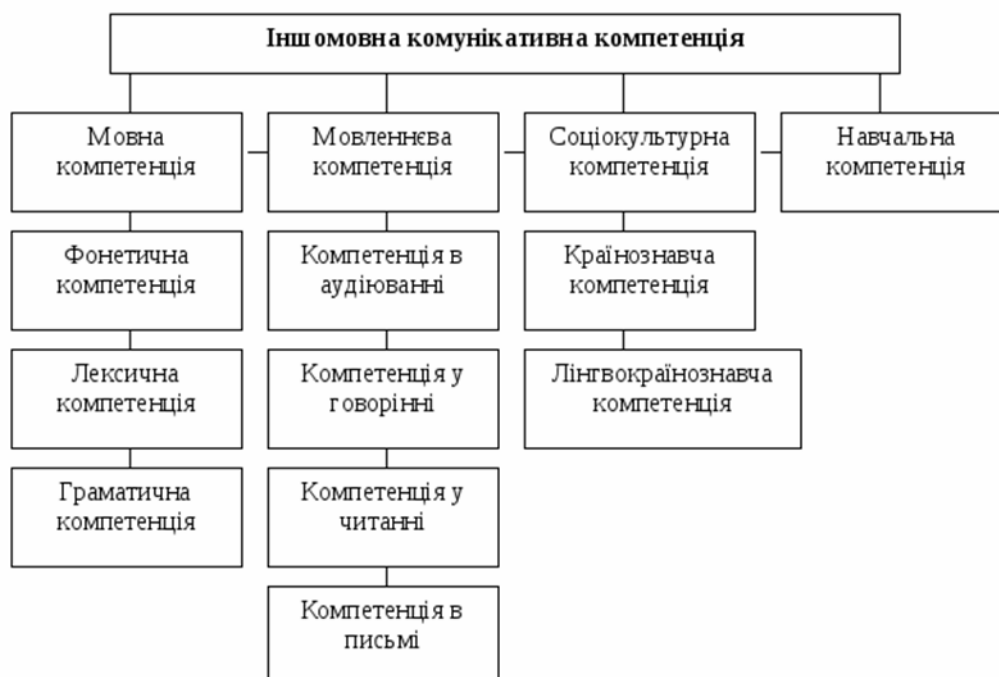 Іншомовна комунікативна компетенція
Мовна
компетенція
Мовленнєва
компетенція
Соціокультурна
компетенція
Навчальна
компетенція
Фонетична
компетенція
Компетенція в
аудіюванні
Країнознавча
компетенція
Лексична
компетенція
Компетенція у
говорінні
Лінгвокраїнознавча
компетенція
Граматична
компетенція
Компетенція у
читанні
Компетенція в
письмі